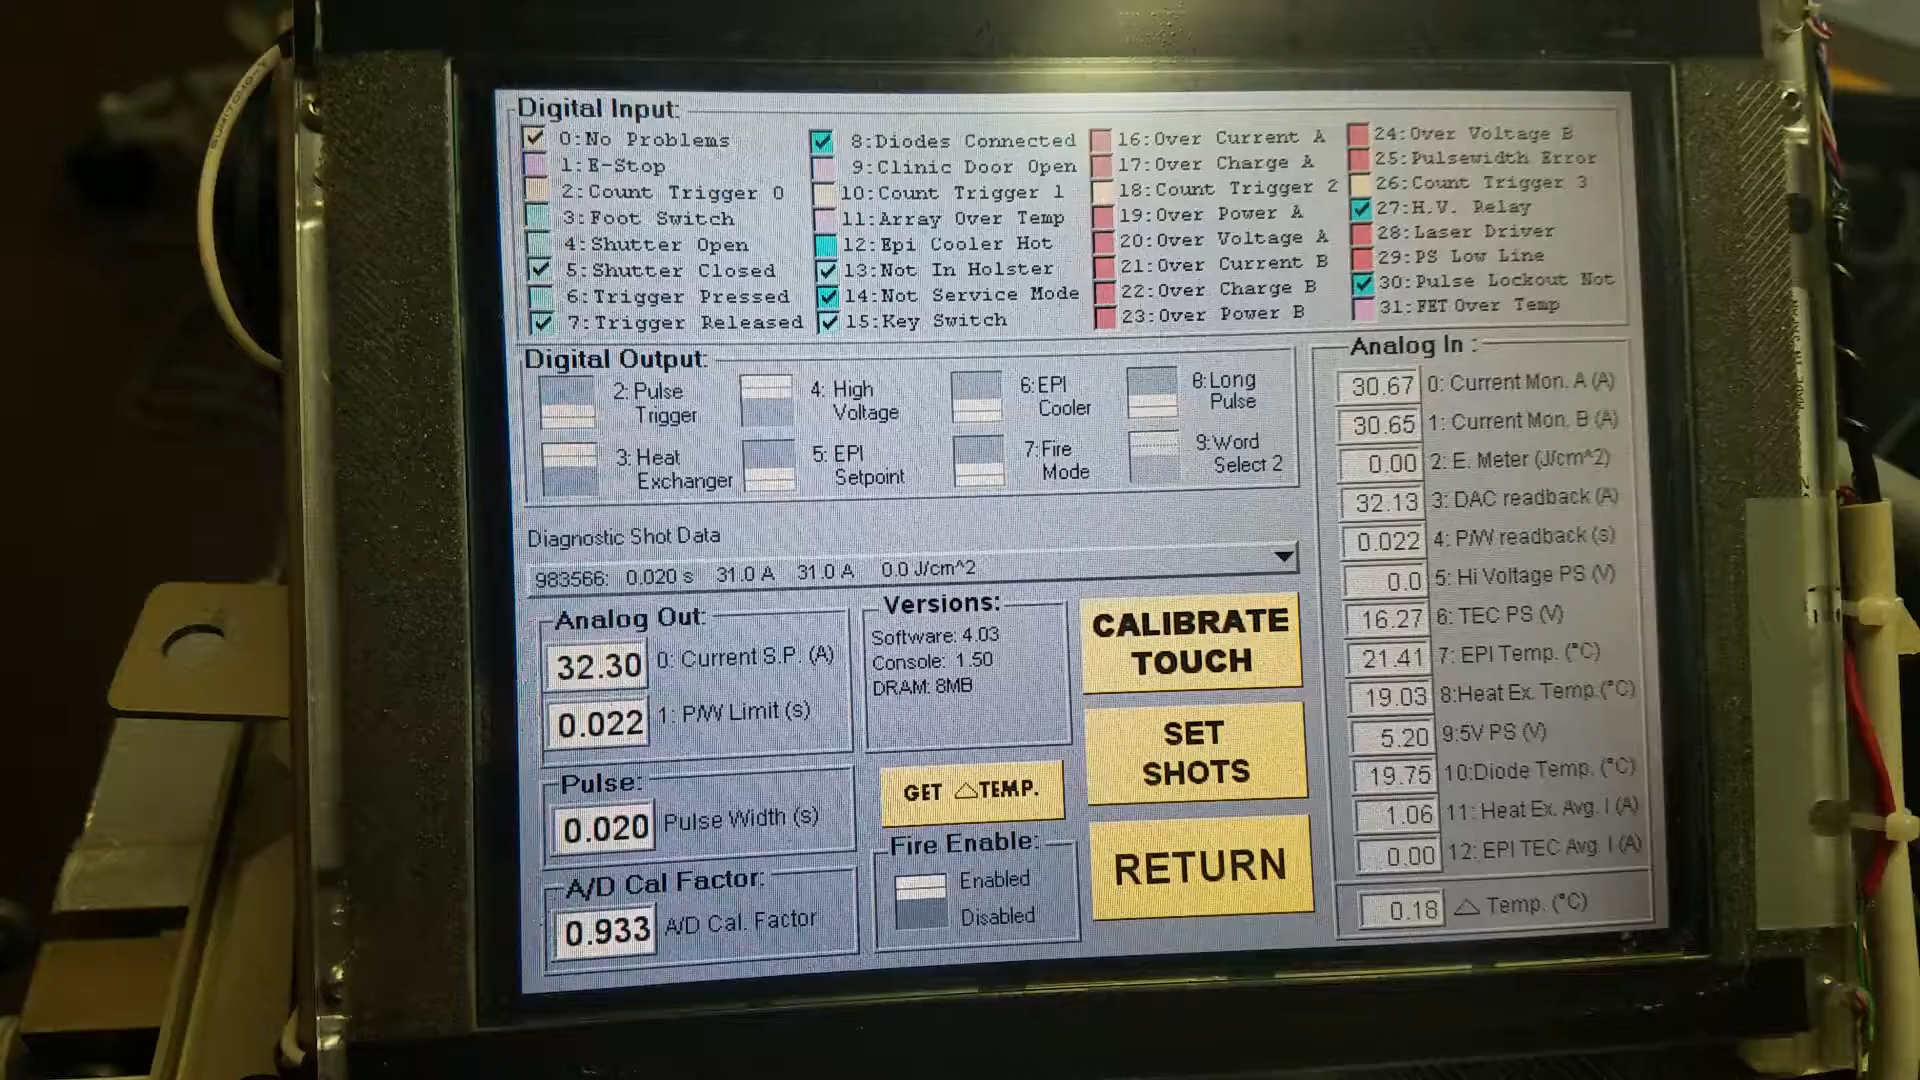 Digital Input:
0:No Problems
1:E-Stop
2:Count Trigger 0
3:Foot Switch
4:Shutter Open
5:Shutter Closed
6:Trigger Pressed
7:Trigger Released
8:Diodes Connected
9:Clinic Door Open
10:Count Trigger 1
11:Array Over Temp
12:Epi Cooler Hot
13:Not In Holster
14:Not Service Mode
15:Key Switch
16:Over Current A
17:Over Charge A
18:Count Trigger 2
19:Over Power A
20:Over Voltage A
21:Over Current B
22:Over Charge B
23:Over Power B
24:Over Voltage B
25:Pulsewidth Error
26:Count Trigger 3
27:H.V. Relay
28:Laser Driver
29:PS Low Line
30:Pulse Lockout Not
31:FET Over Temp
Digital Output:
2: Pulse
Trigger
3: Heat
Exchanger
4: High
Voltage
5: EPI
Setpoint
6:EPI
Cooler
7:Fire
Mode
8:Long
Pulse
9:Word
Select 2
Diagnostic Shot Data
983566: 0.020 s 31.0 A 31.0 A 0.0 J/cm^2
Analog Out:
32.30 0: Current S.P. (A)
0.022 1: P/W Limit (s)
Pulse:
0.020 Pulse Width (s)
A/D Cal Factor:
0.933 A/D Cal. Factor
Versions:
Software: 4.03
Console: 1.50
DRAM: 8MB
GET △TEMP.
Fire Enable:
Enabled
Disabled
CALIBRATE
TOUCH
SET
SHOTS
RETURN
Analog In :
30.67 0: Current Mon. A (A)
30.65 1: Current Mon. B (A)
0.00 2: E. Meter (J/cm^2)
32.13 3: DAC readback (A)
0.022 4: P/W readback (s)
0.0 5: Hi Voltage PS (V)
16.27 6: TEC PS (V)
21.41 7: EPI Temp. (°C)
19.03 8:Heat Ex. Temp.(°C)
5.20 9:5V PS (V)
19.75 10:Diode Temp. (°C)
1.06 11: Heat Ex. Avg. I (A)
0.00 12: EPI TEC Avg. I (A)
0.18 △ Temp. (°C)